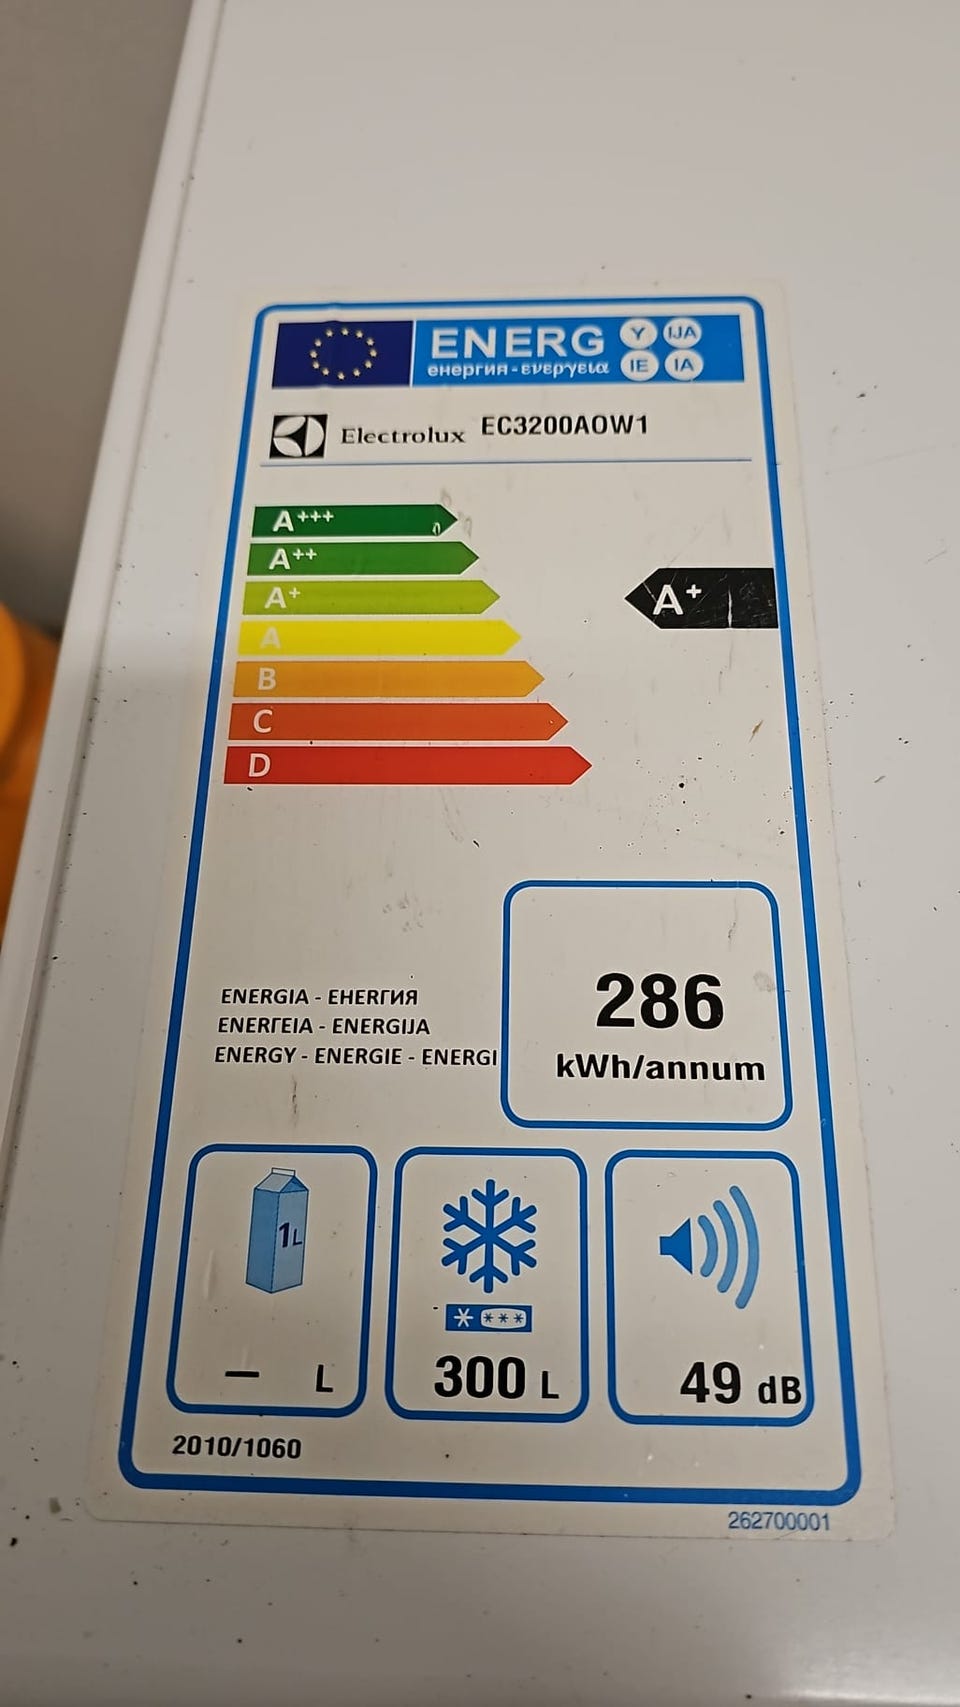 ENERG Y IJA
енергия - ενεργεια IE IA
Electrolux EC3200AOW1
A+++
A++
A+
A+
A
B
C
D
ENERGIA - ЕНЕРГИЯ
ΕΝΕΡΓΕΙΑ - ENERGIJA
ENERGY - ENERGIE - ENERGI
286
kWh/annum
1L
– L
300 L
49 dB
2010/1060
262700001